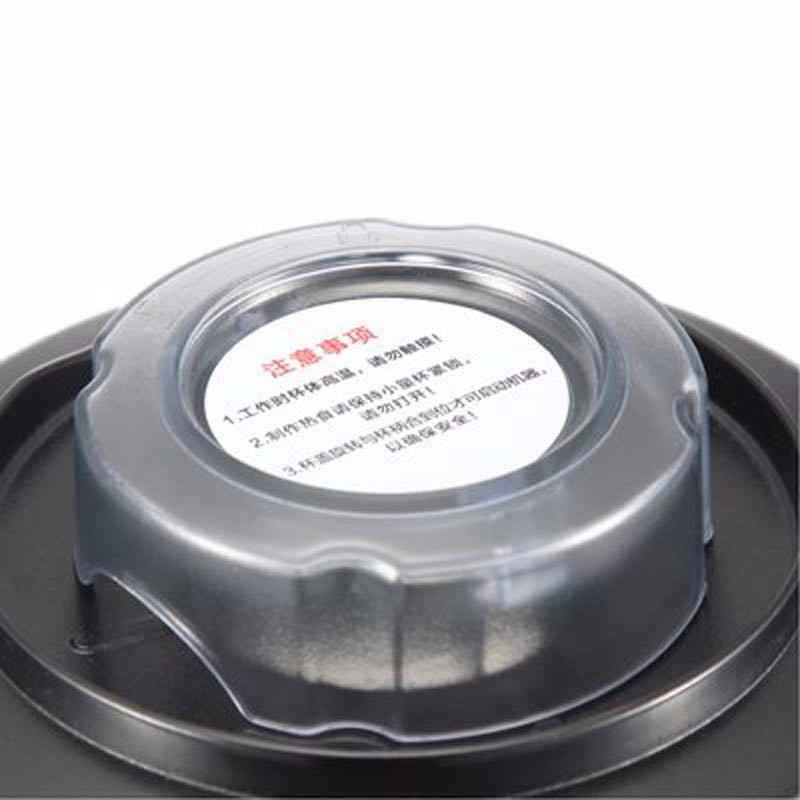 注意事项
1.工作时杯体高温，请勿触摸！
2.制作热食请保持小量杯紧锁，
请勿打开！
3.杯盖旋转与杯柄合到位才可启动机器，
以确保安全！